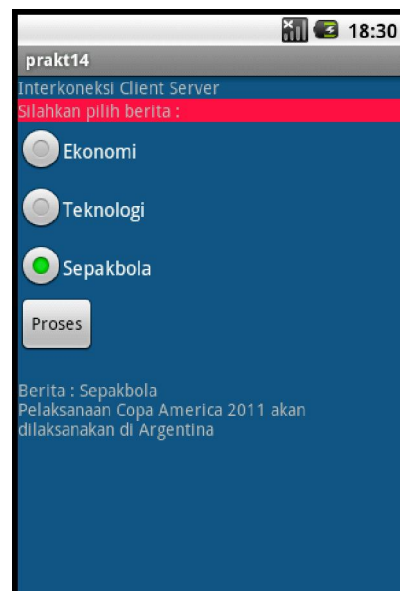 18:30
prakt14
Interkoneksi Client Server
Silahkan pilih berita :
Ekonomi
Teknologi
Sepakbola
Proses
Berita : Sepakbola
Pelaksanaan Copa America 2011 akan
dilaksanakan di Argentina